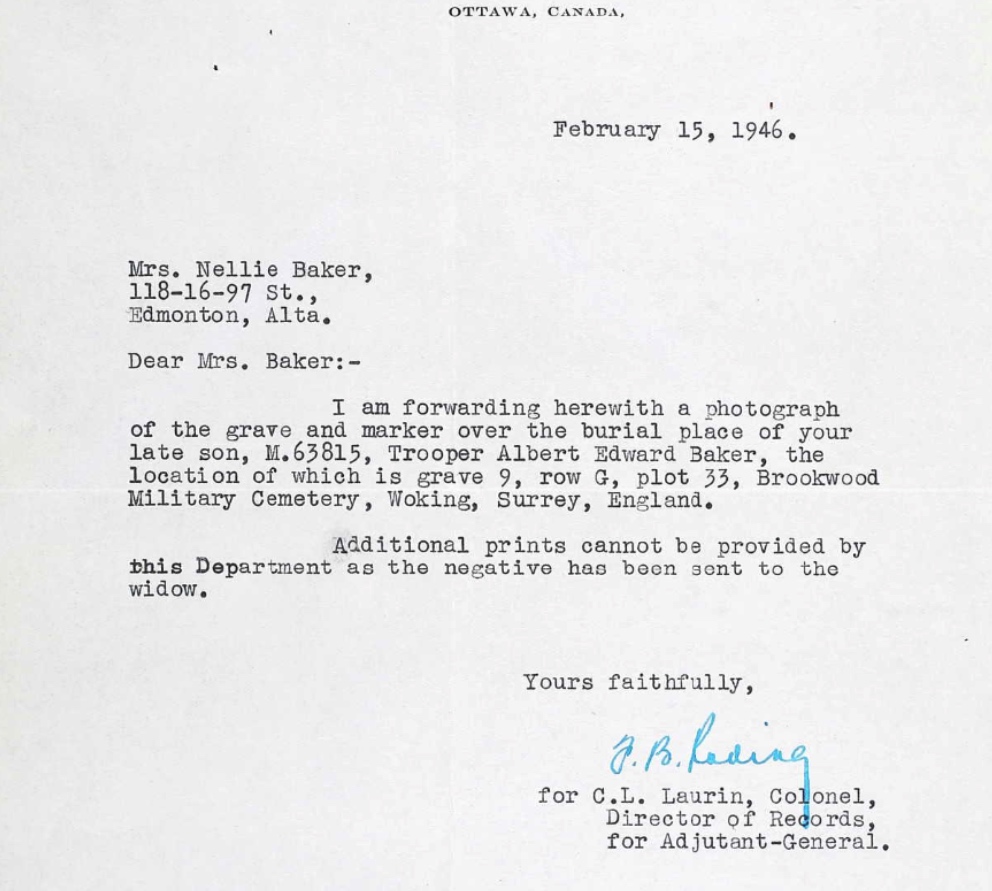 OTTAWA, CANADA,
February 15, 1946.
Mrs. Nellie Baker,
118-16-97 St.,
Edmonton, Alta.
Dear Mrs. Baker:-
I am forwarding herewith a photograph
of the grave and marker over the burial place of your
late son, M.63815, Trooper Albert Edward Baker, the
location of which is grave 9, row G, plot 33, Brookwood
Military Cemetery, Woking, Surrey, England.
Additional prints cannot be provided by
this Department as the negative has been sent to the
widow.
Yours faithfully,
F.B.
for C.L. Laurin, Colonel,
Director of Records,
for Adjutant-General.